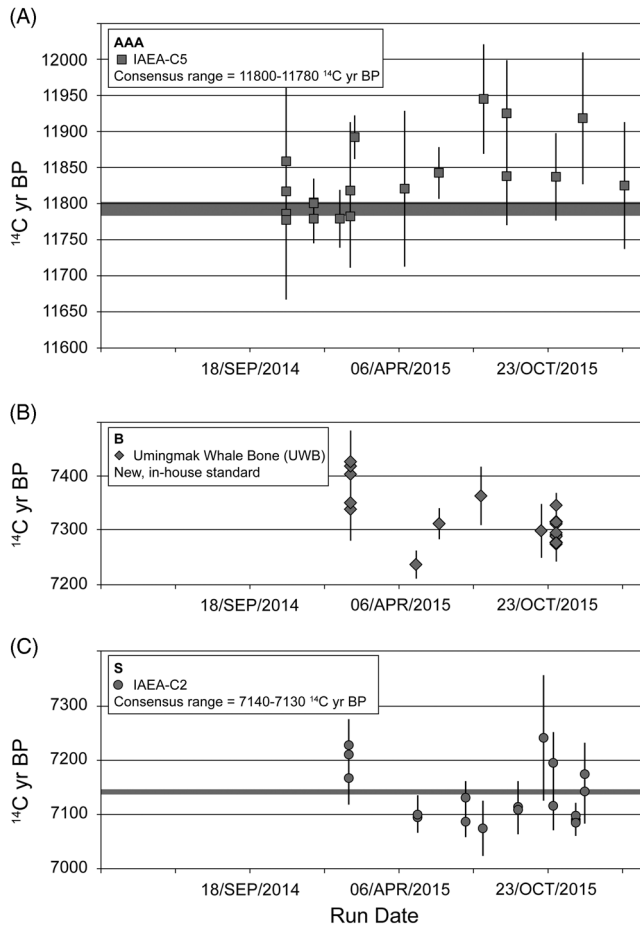 (A)
AAA
IAEA-C5
Consensus range = 11800-11780 ¹⁴C yr BP
12000
11950
11900
11850
11800
11750
11700
11650
11600
¹⁴C yr BP
18/SEP/2014 06/APR/2015 23/OCT/2015
(B)
B
Umingmak Whale Bone (UWB)
New, in-house standard
7400
7300
7200
¹⁴C yr BP
18/SEP/2014 06/APR/2015 23/OCT/2015
(C)
S
IAEA-C2
Consensus range = 7140-7130 ¹⁴C yr BP
7300
7200
7100
7000
¹⁴C yr BP
18/SEP/2014 06/APR/2015 23/OCT/2015
Run Date